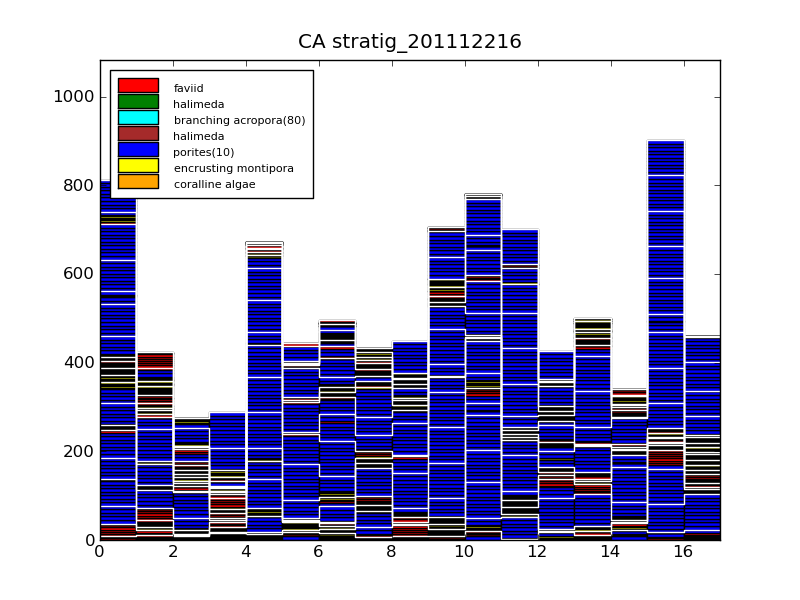 CA stratig_201112216
1000
800
600
400
200
0
faviid
halimeda
branching acropora(80)
halimeda
porites(10)
encrusting montipora
coralline algae
0 2 4 6 8 10 12 14 16